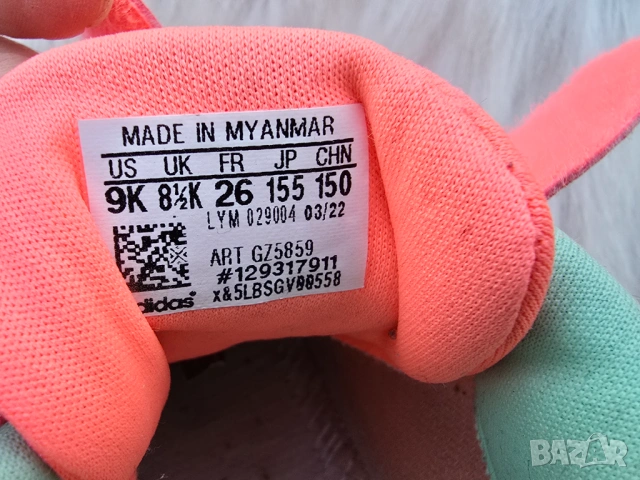 MADE IN MYANMAR
US UK FR JP CHN
9K 8½K 26 155 150
LYM 029004 03/22
ART GZ5859
#129317911
adidas x&5LBSGV00558
BAZAR